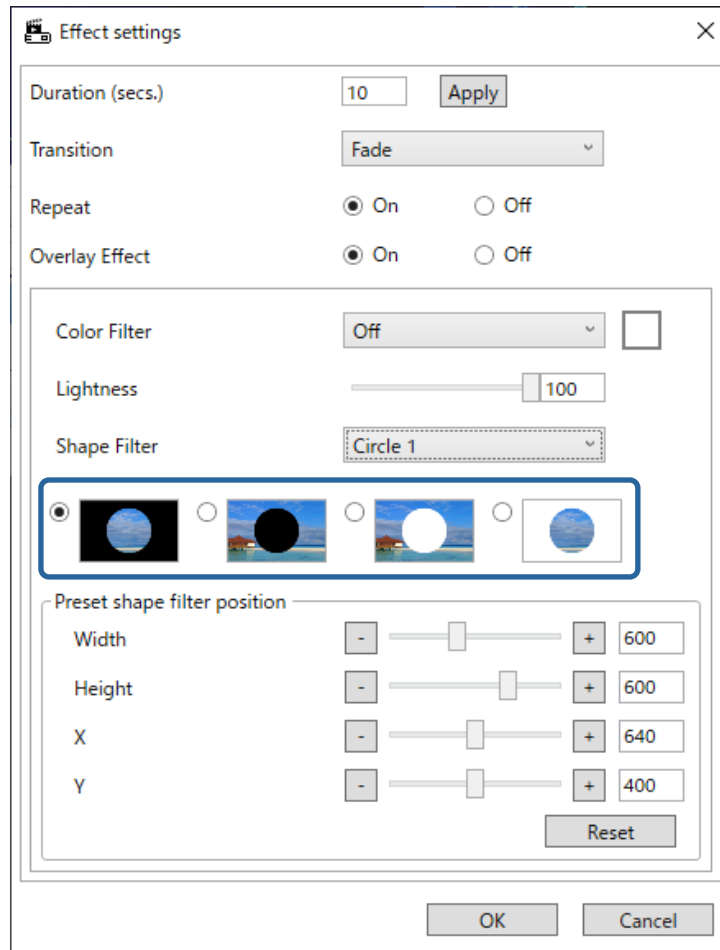 Effect settings
Duration (secs.) 10 Apply
Transition Fade
Repeat On Off
Overlay Effect On Off
Color Filter Off
Lightness 100
Shape Filter Circle 1
Preset shape filter position
Width - + 600
Height - + 600
X - + 640
Y - + 400
Reset
OK Cancel